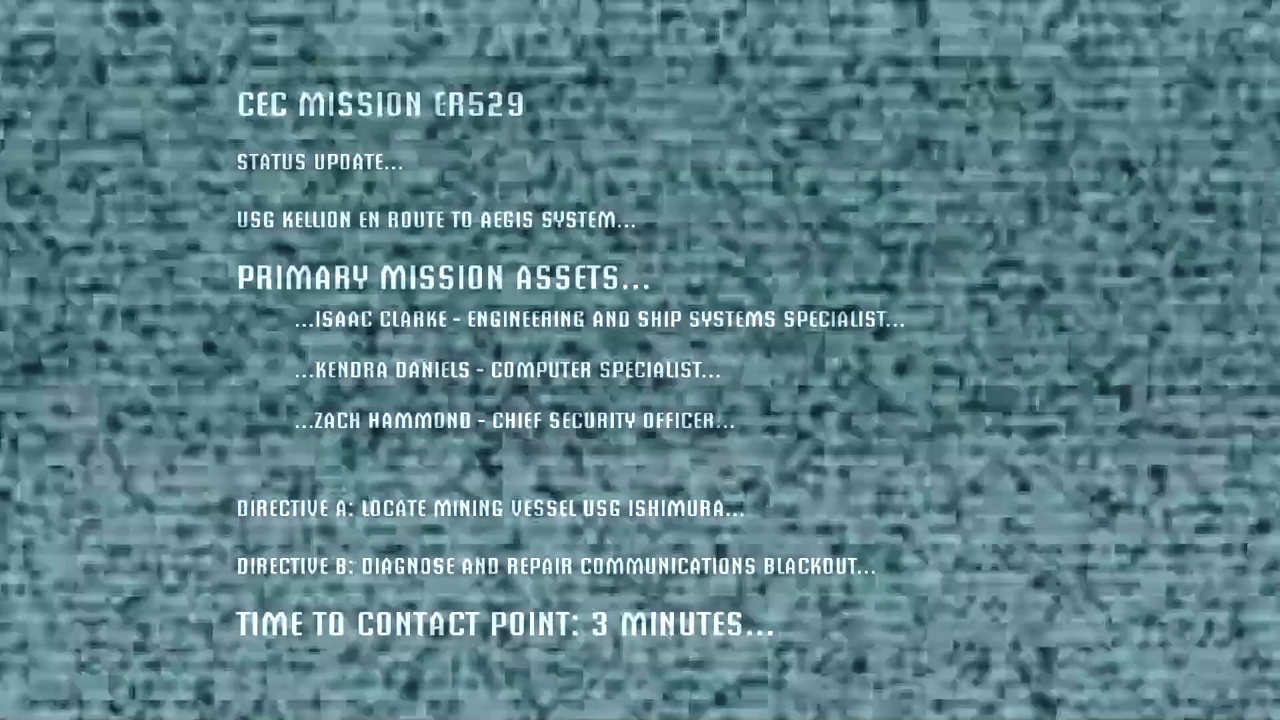 CEC MISSION ER529
STATUS UPDATE...
USG KELLION EN ROUTE TO AEGIS SYSTEM...
PRIMARY MISSION ASSETS...
...ISAAC CLARKE - ENGINEERING AND SHIP SYSTEMS SPECIALIST...
...KENDRA DANIELS - COMPUTER SPECIALIST...
...ZACH HAMMOND - CHIEF SECURITY OFFICER...
DIRECTIVE A: LOCATE MINING VESSEL USG ISHIMURA...
DIRECTIVE B: DIAGNOSE AND REPAIR COMMUNICATIONS BLACKOUT...
TIME TO CONTACT POINT: 3 MINUTES...